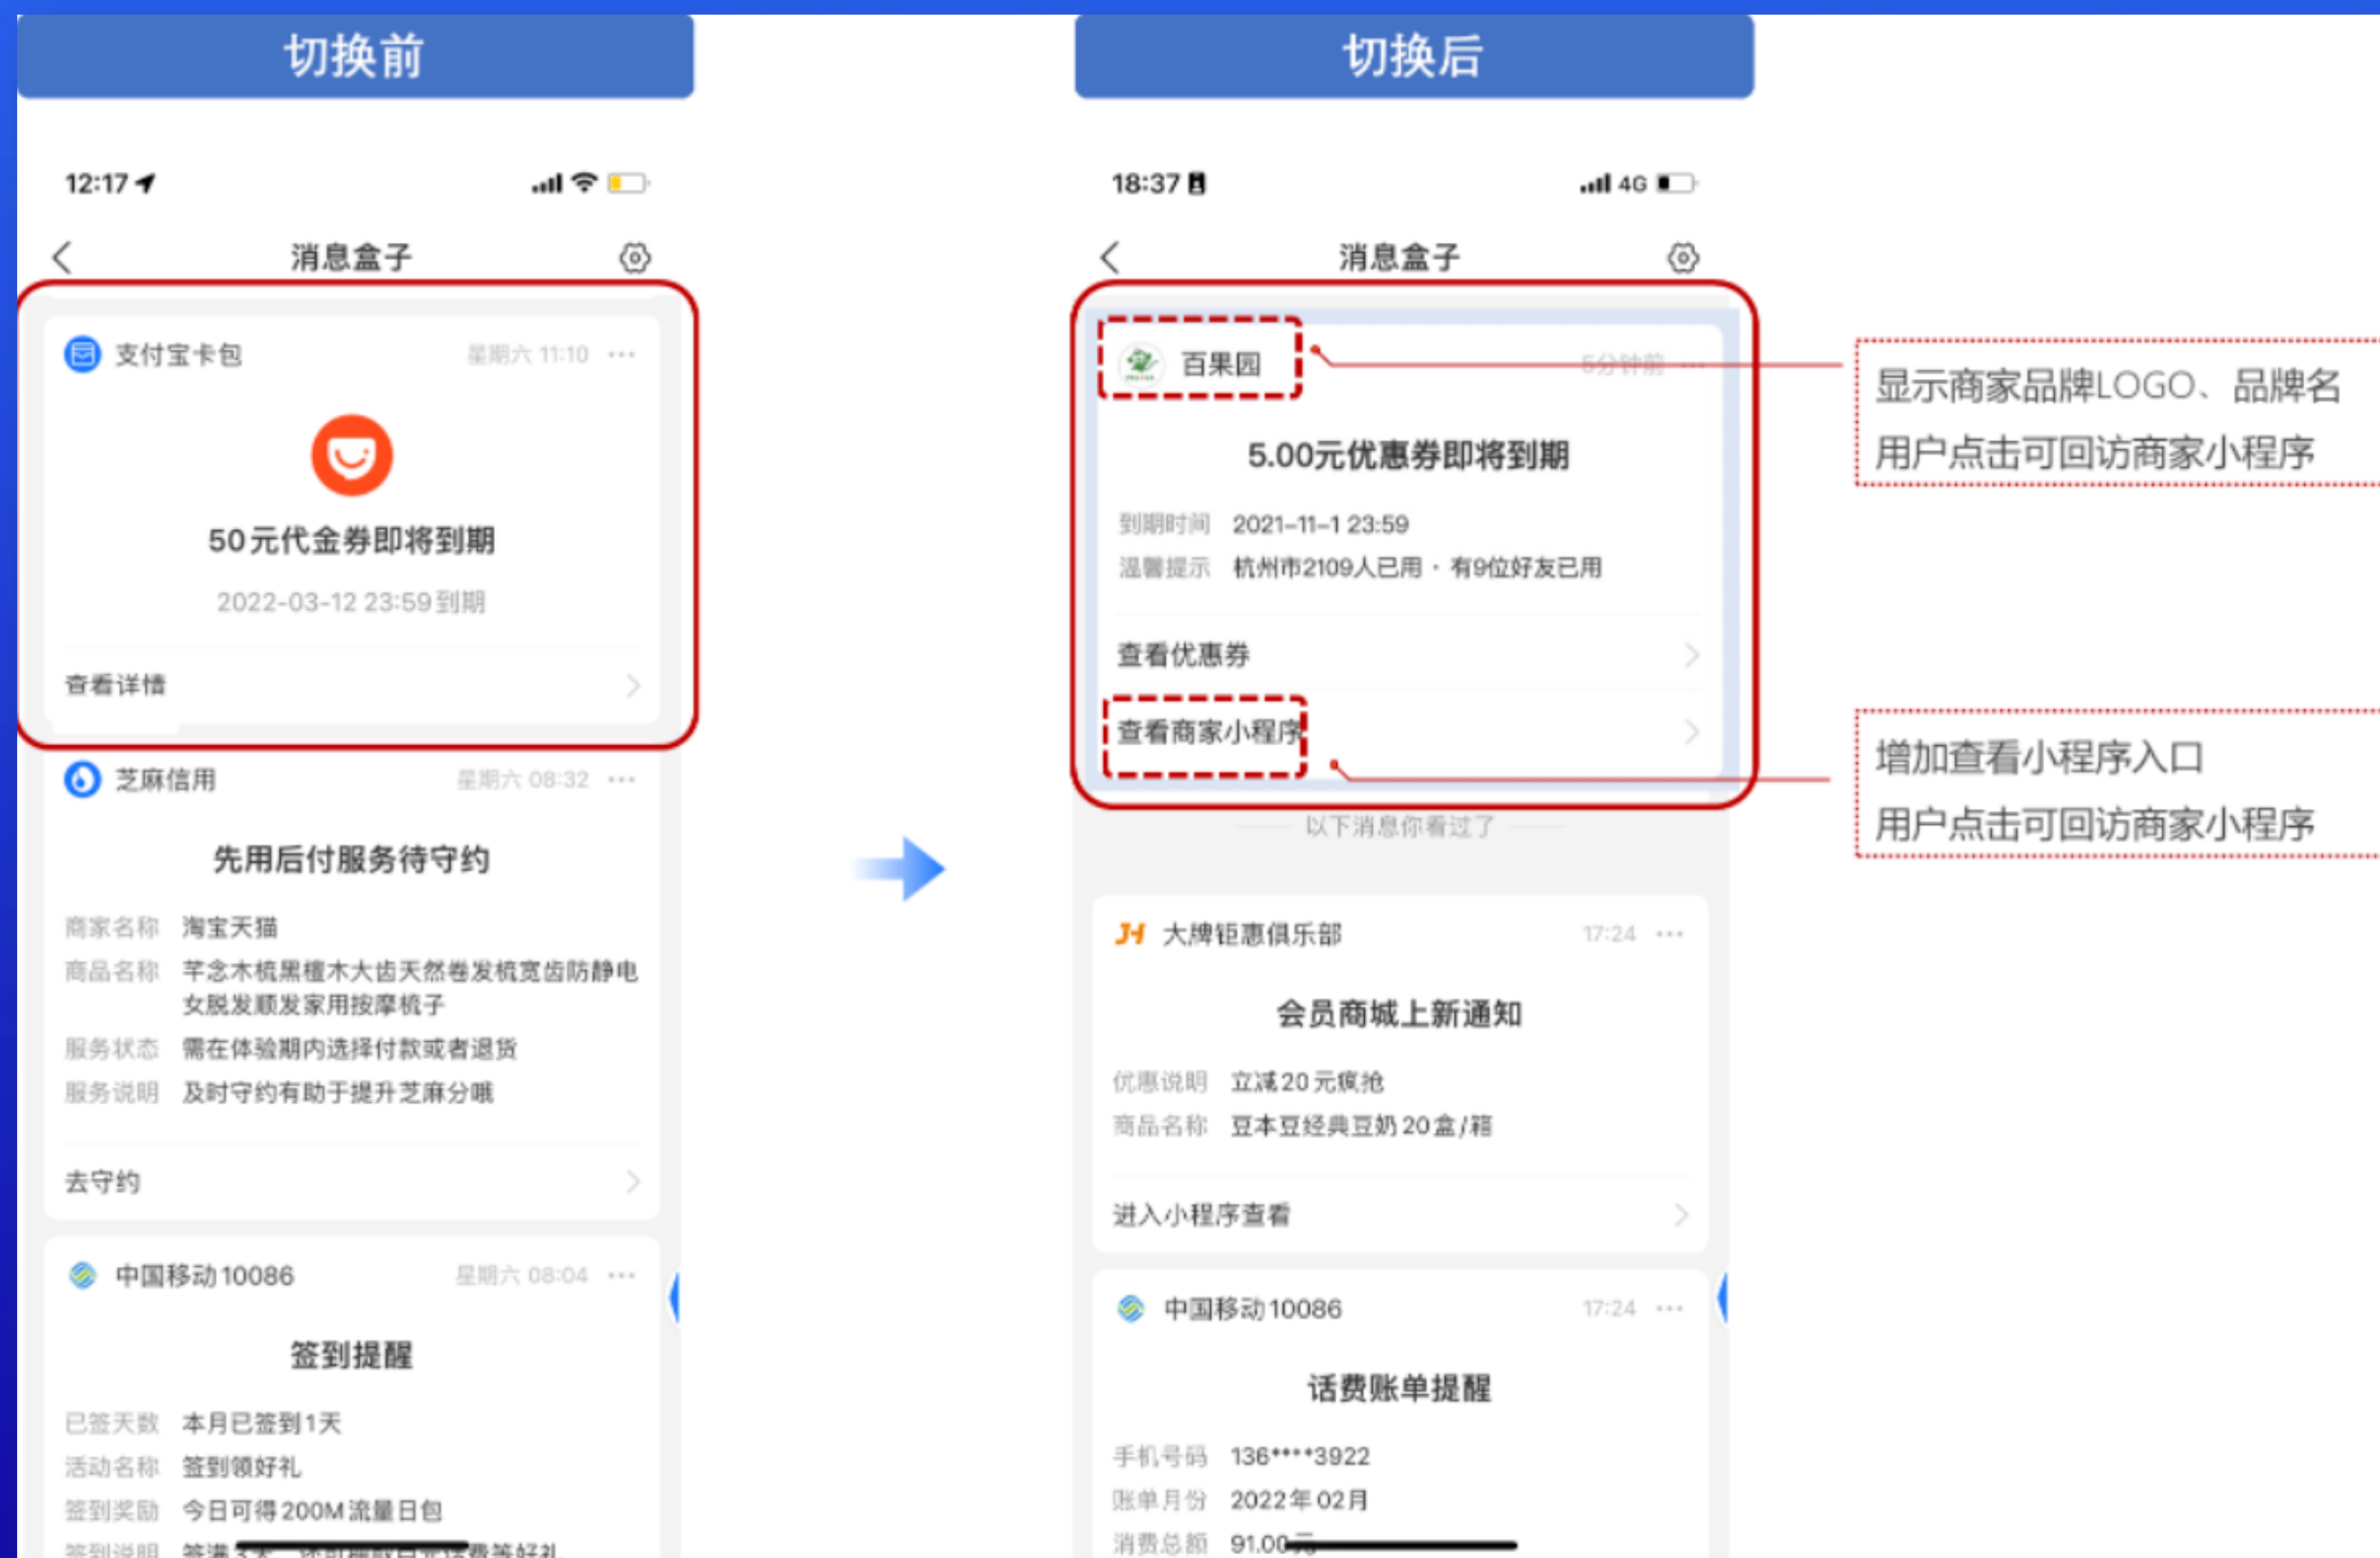 切换前
12:17
消息盒子
支付宝卡包 星期六 11:10
50元代金券即将到期
2022-03-12 23:59到期
查看详情
芝麻信用 星期六 08:32
先用后付服务待守约
商家名称 淘宝天猫
商品名称 芊念木梳黑檀木大齿天然卷发梳宽齿防静电
女脱发顺发家用按摩梳子
服务状态 需在体验期内选择付款或者退货
服务说明 及时守约有助于提升芝麻分哦
去守约
中国移动10086 星期六 08:04
签到提醒
已签天数 本月已签到1天
活动名称 签到领好礼
签到奖励 今日可得200M流量日包
签到说明 签满3天
费等好礼
切换后
18:37 4G
消息盒子
百果园 5分钟前
5.00元优惠券即将到期
到期时间 2021-11-1 23:59
温馨提示 杭州市2109人已用·有9位好友已用
查看优惠券
查看商家小程序
以下消息你看过了
JH 大牌钜惠俱乐部 17:24
会员商城上新通知
优惠说明 立减20元疯抢
商品名称 豆本豆经典豆奶20盒/箱
进入小程序查看
中国移动10086 17:24
话费账单提醒
手机号码 136****3922
账单月份 2022年02月
消费总额 91.00元
显示商家品牌LOGO、品牌名
用户点击可回访商家小程序
增加查看小程序入口
用户点击可回访商家小程序